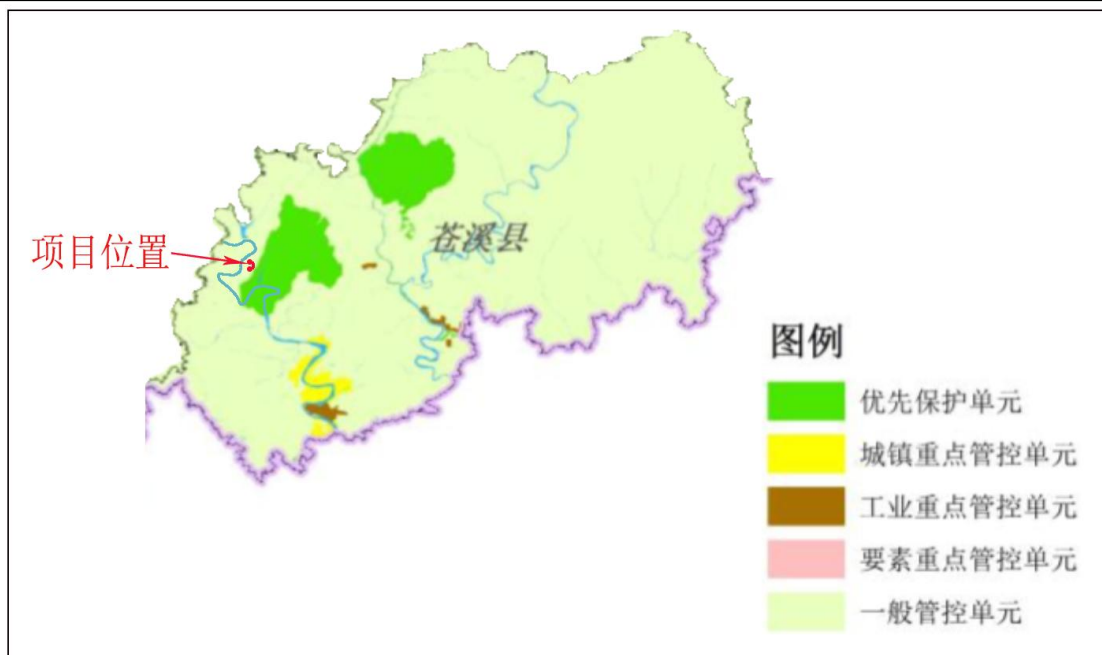 苍溪县
项目位置
图例
优先保护单元
城镇重点管控单元
工业重点管控单元
要素重点管控单元
一般管控单元